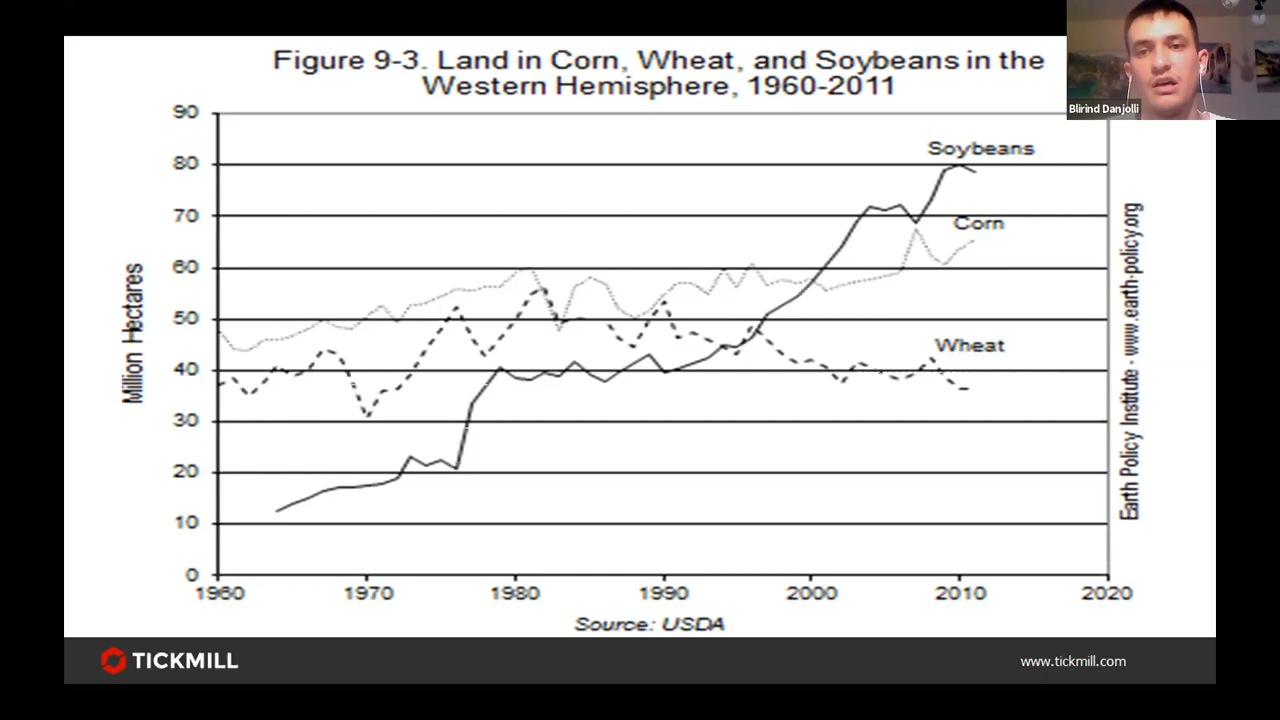 Figure 9-3. Land in Corn, Wheat, and Soybeans in the
Western Hemisphere, 1960-2011
Blirind Danjolli
90
80
70
60
50
40
30
20
10
0
Million Hectares
Soybeans
Corn
Wheat
1960
1970
1980
1990
2000
2010
2020
Earth Policy Institute - www.earth-policy.org
Source: USDA
TICKMILL
www.tickmill.com